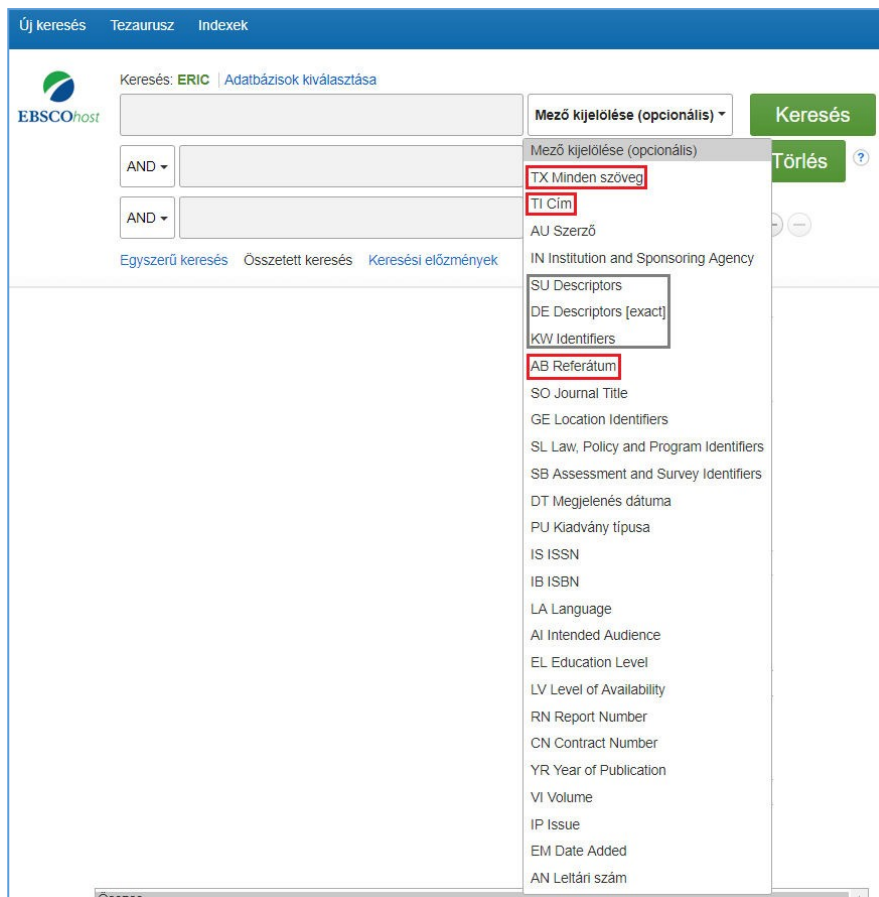 Új keresés Tezaurusz Indexek
Keresés: ERIC | Adatbázisok kiválasztása
EBSCOhost
Mező kijelölése (opcionális)
Keresés
AND
Mező kijelölése (opcionális)
Törlés
?
TX Minden szöveg
TI Cím
AND
AU Szerző
Egyszerű keresés Összetett keresés Keresési előzmények
IN Institution and Sponsoring Agency
SU Descriptors
DE Descriptors [exact]
KW Identifiers
AB Referátum
SO Journal Title
GE Location Identifiers
SL Law, Policy and Program Identifiers
SB Assessment and Survey Identifiers
DT Megjelenés dátuma
PU Kiadvány típusa
IS ISSN
IB ISBN
LA Language
AI Intended Audience
EL Education Level
LV Level of Availability
RN Report Number
CN Contract Number
YR Year of Publication
VI Volume
IP Issue
EM Date Added
AN Leltári szám